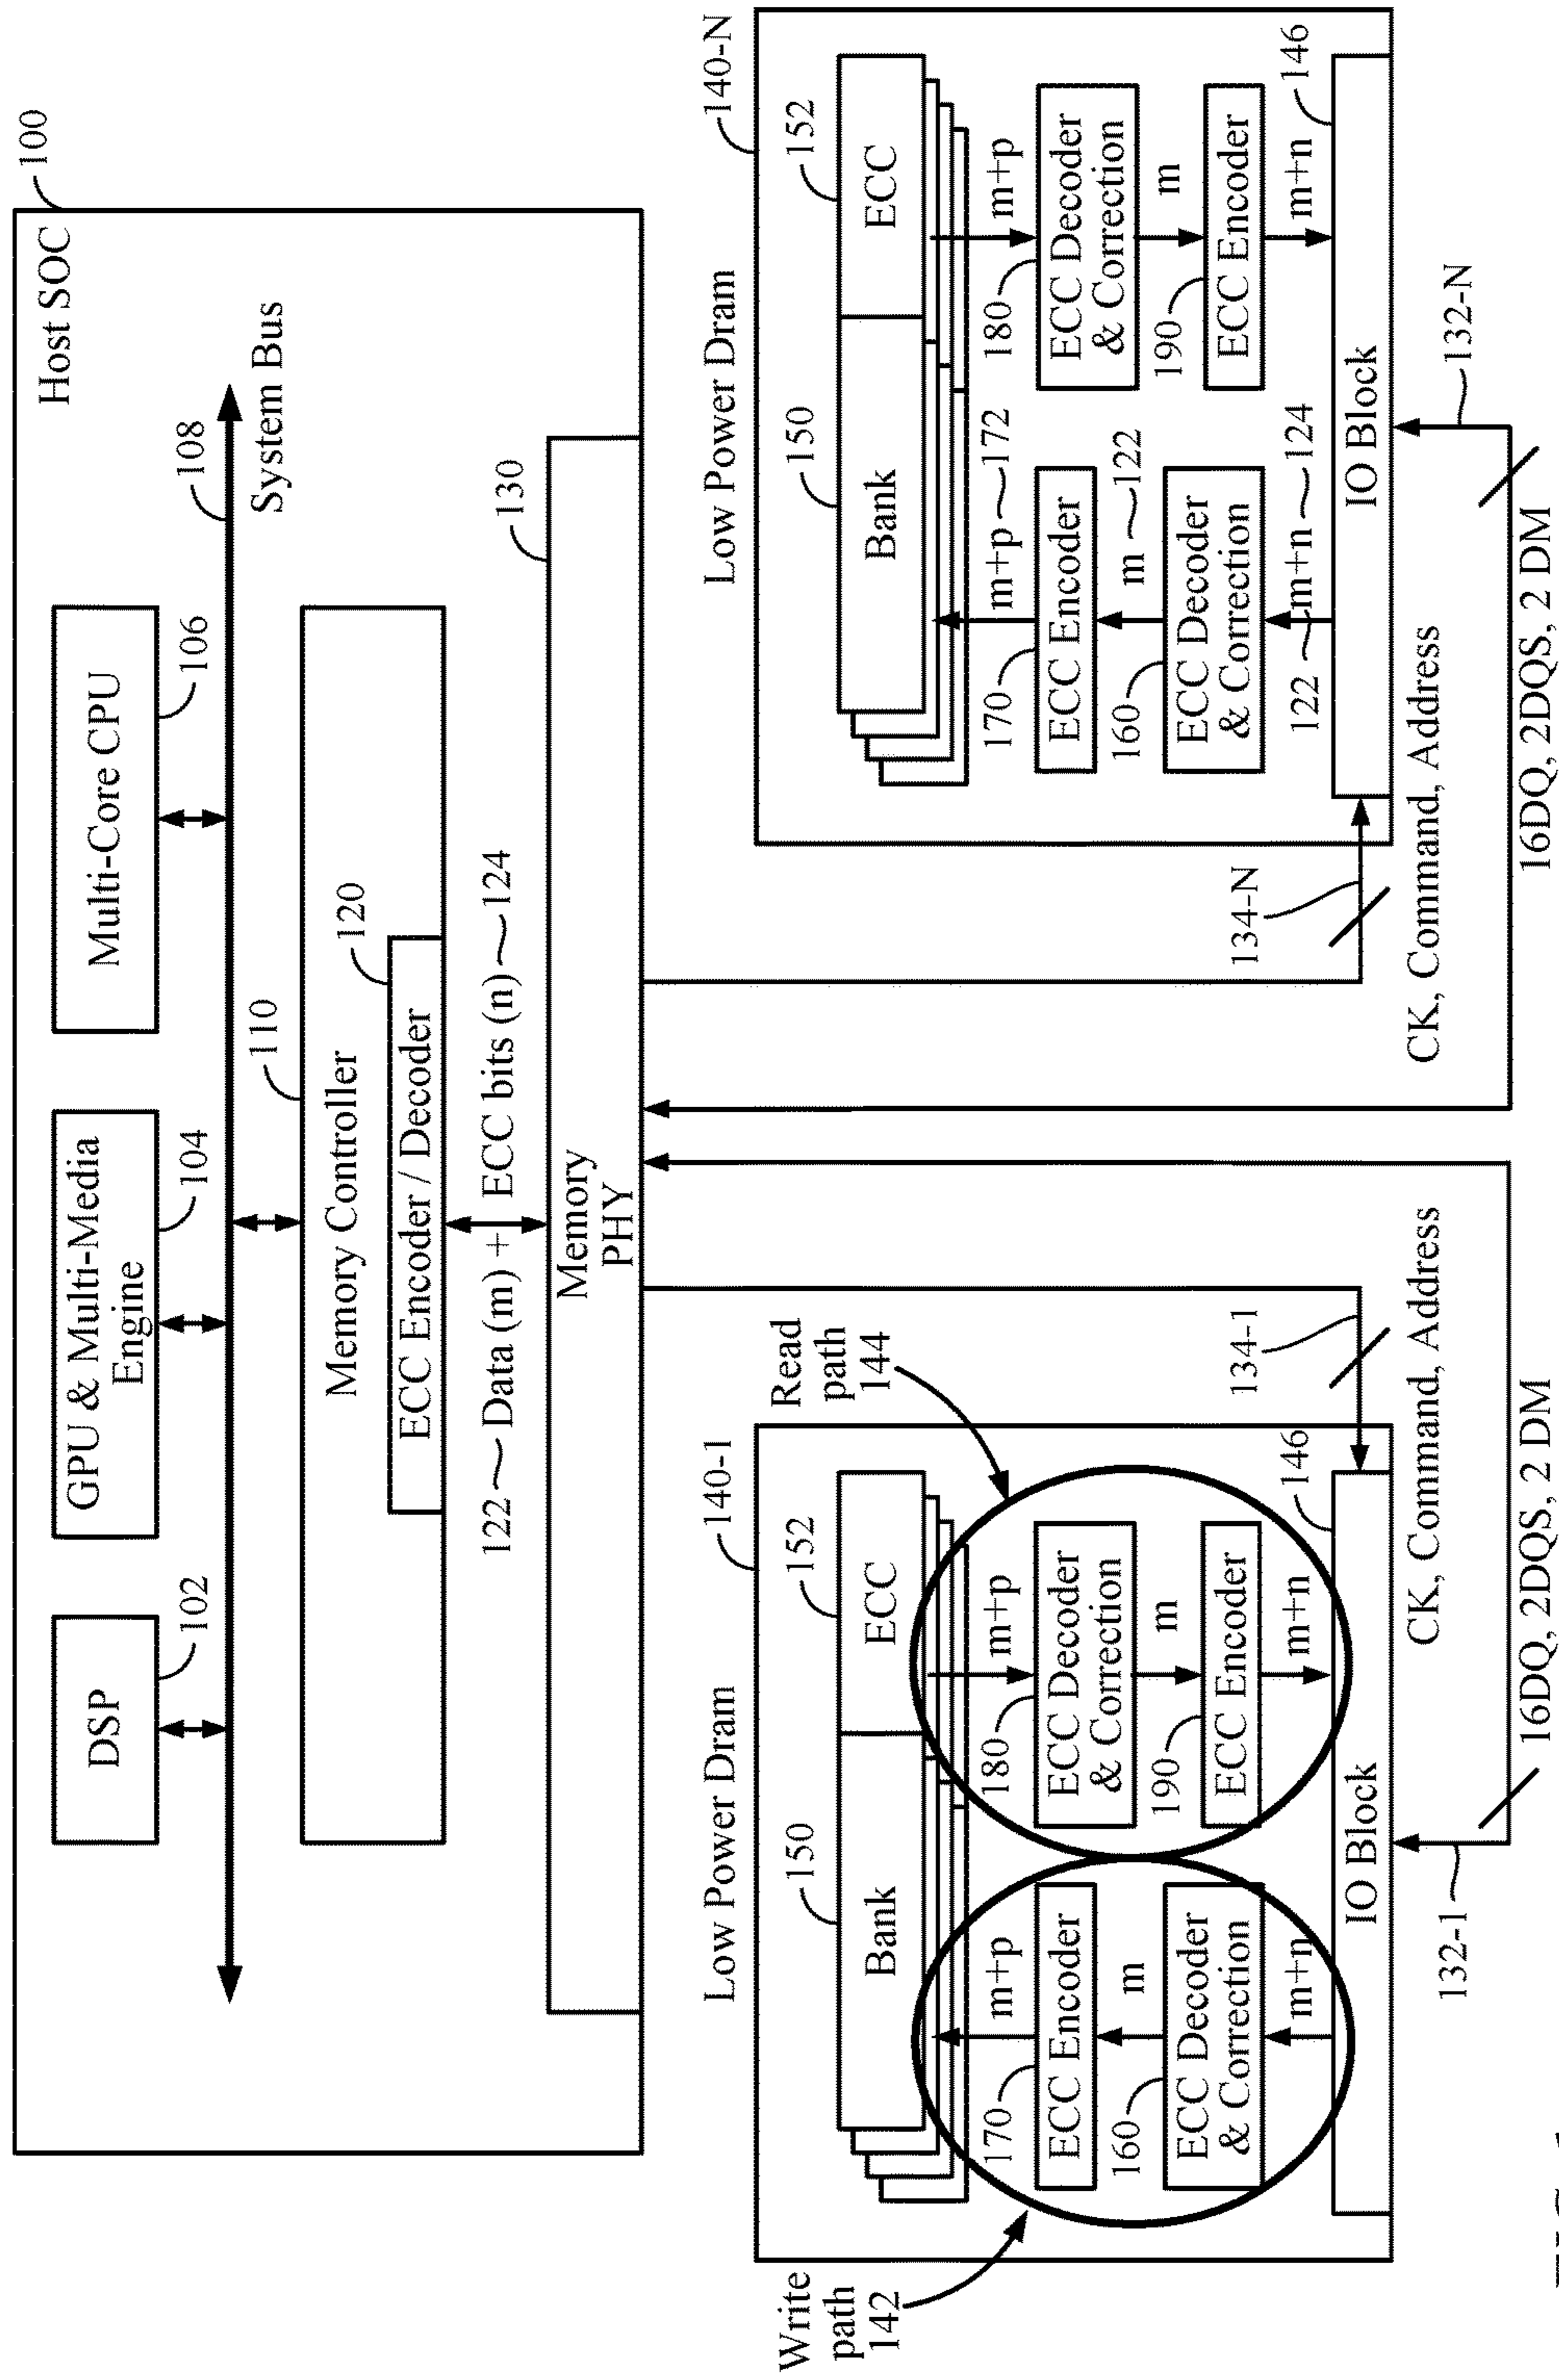 Host SOC
100
DSP
102
GPU & Multi-Media
Engine
104
Multi-Core CPU
106
108
System Bus
110
Memory Controller
120
ECC Encoder / Decoder
122 Data (m) + ECC bits (n) 124
130
Memory
PHY
Low Power Dram
140-1
150
152
Bank
ECC
Read
path
144
Write
path
142
170
m+p
ECC Encoder
160
m
ECC Decoder
& Correction
m+n
180
m+p
ECC Decoder
& Correction
190
m
ECC Encoder
m+n
146
IO Block
134-1
CK, Command, Address
132-1
16DQ, 2DQS, 2 DM
Low Power Dram
140-N
150
152
Bank
ECC
170
m+p 172
ECC Encoder
160
m 122
ECC Decoder
& Correction
122 m+n 124
180
m+p
ECC Decoder
& Correction
190
m
ECC Encoder
m+n
146
IO Block
134-N
CK, Command, Address
132-N
16DQ, 2DQS, 2 DM